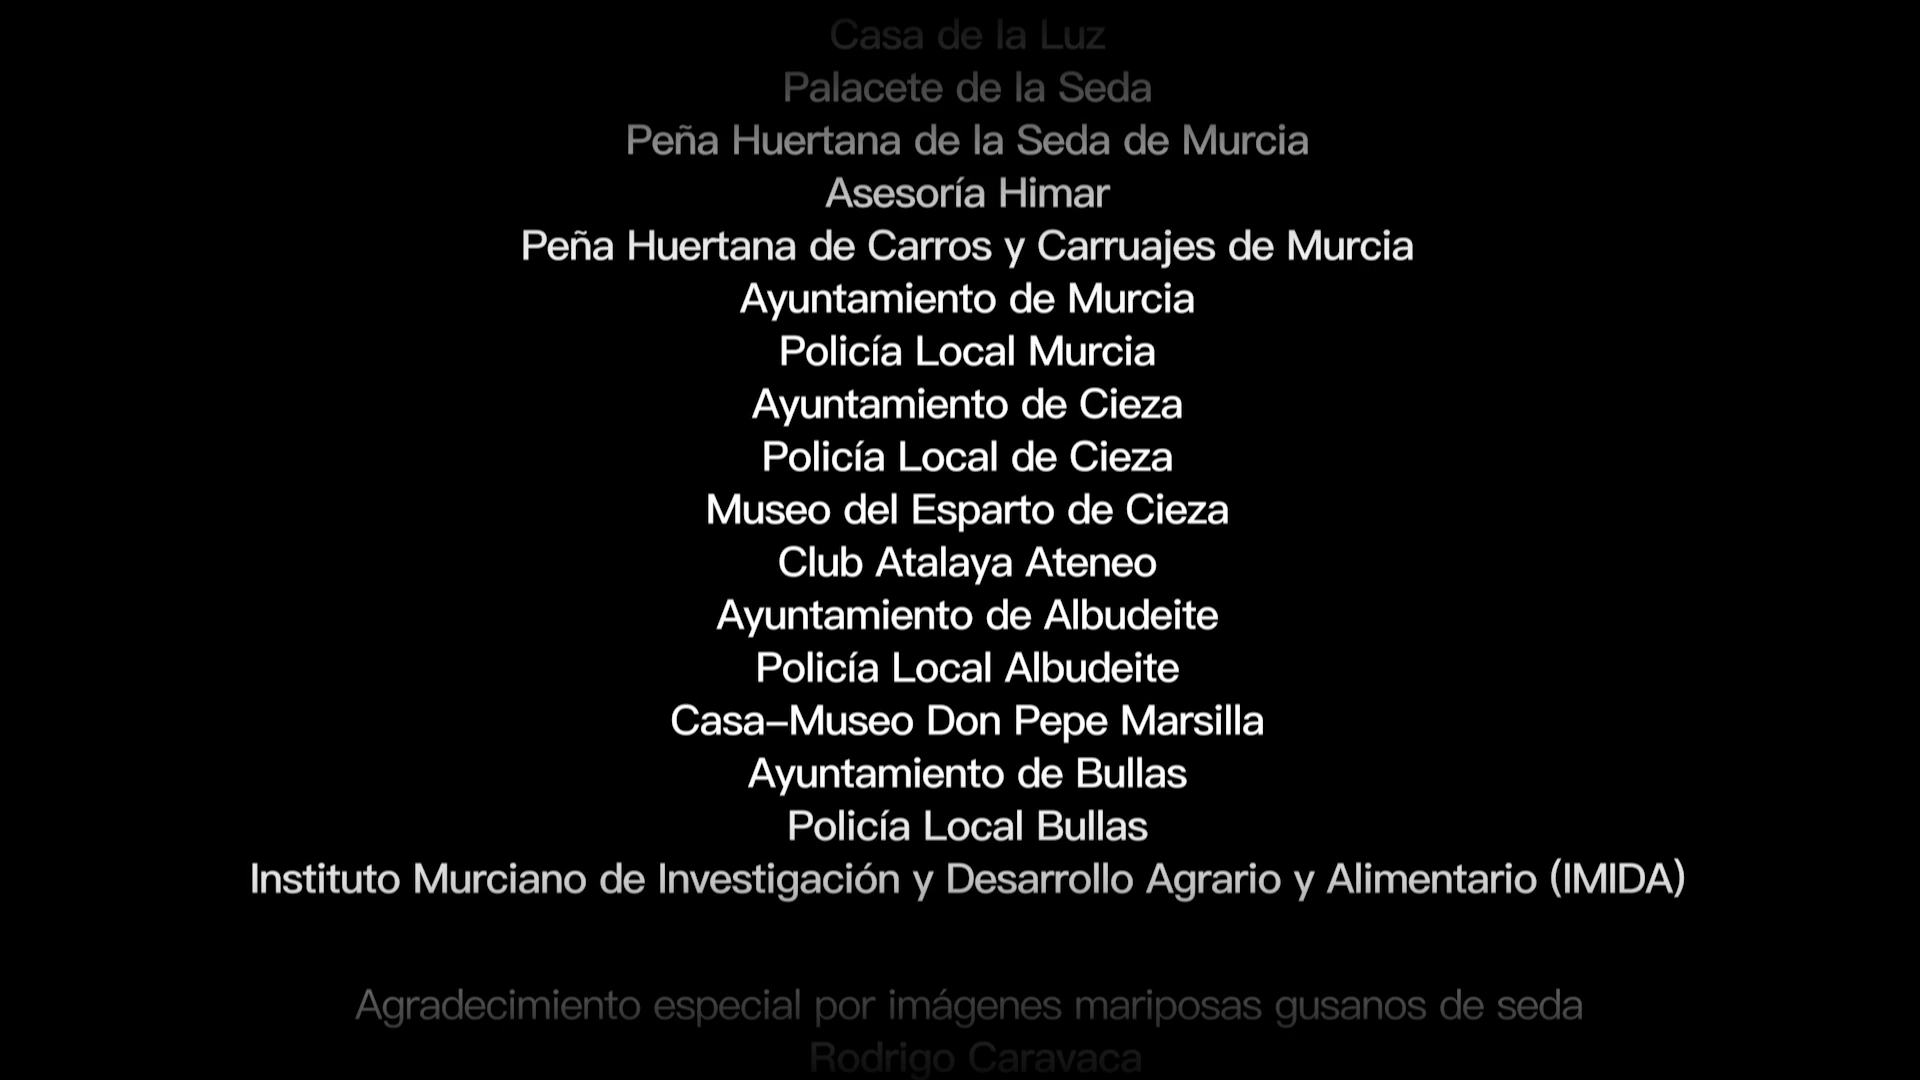 Casa de la Luz
Palacete de la Seda
Peña Huertana de la Seda de Murcia
Asesoría Himar
Peña Huertana de Carros y Carruajes de Murcia
Ayuntamiento de Murcia
Policía Local Murcia
Ayuntamiento de Cieza
Policía Local de Cieza
Museo del Esparto de Cieza
Club Atalaya Ateneo
Ayuntamiento de Albudeite
Policía Local Albudeite
Casa–Museo Don Pepe Marsilla
Ayuntamiento de Bullas
Policía Local Bullas
Instituto Murciano de Investigación y Desarrollo Agrario y Alimentario (IMIDA)
Agradecimiento especial por imágenes mariposas gusanos de seda
Rodrigo Caravaca